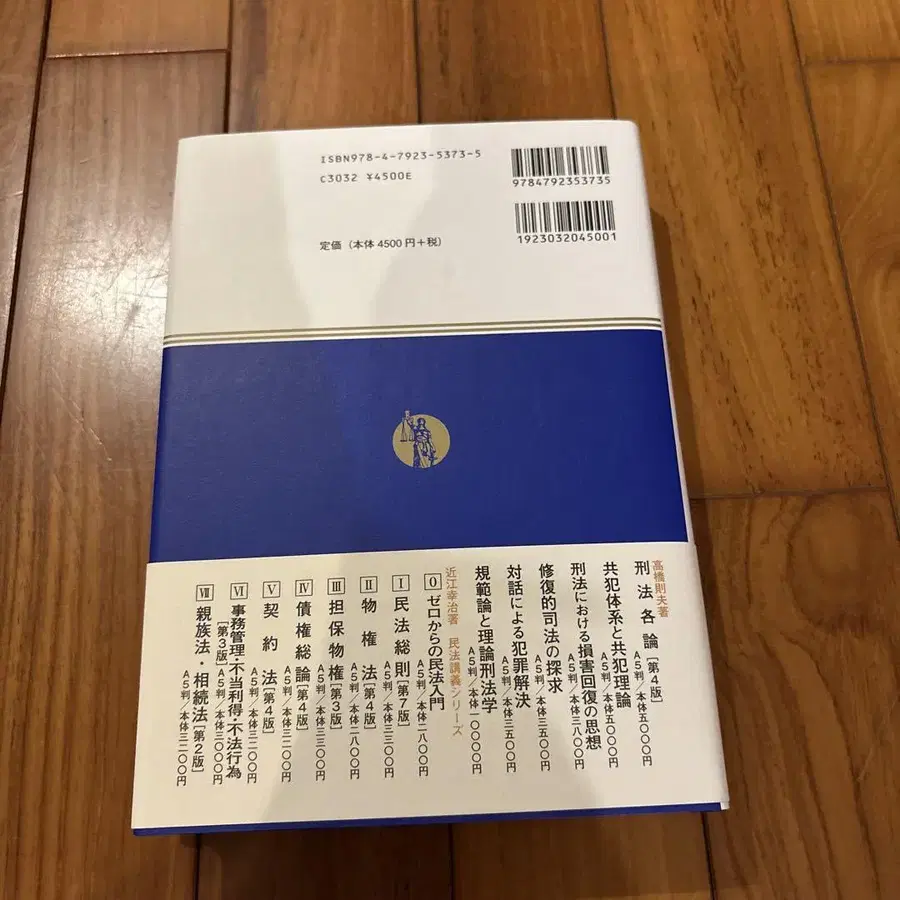 ISBN978-4-7923-5373-5
C3032 ¥4500E
定価（本体 4500 円＋税）
9784792353735
1923032045001
高橋則夫著
刑法各論［第4版］ A5判／本体五〇〇〇円
共犯体系と共犯理論 A5判／本体五〇〇〇円
刑法における損害回復の思想 A5判／本体三八〇〇円
修復的司法の探求 A5判／本体三五〇〇円
対話による犯罪解決 A5判／本体三五〇〇円
規範論と理論刑法学 A5判／本体一〇〇〇〇円
近江幸治著 民法講義シリーズ
0 ゼロからの民法入門 A5判／本体二八〇〇円
Ⅰ 民法総則［第7版］ A5判／本体三〇〇〇円
Ⅱ 物権法［第4版］ A5判／本体二八〇〇円
Ⅲ 担保物権［第3版］ A5判／本体三〇〇〇円
Ⅳ 債権総論［第4版］ A5判／本体三三〇〇円
Ⅴ 契約法［第4版］ A5判／本体三二〇〇円
Ⅵ 事務管理・不当利得・不法行為［第3版］ A5判／本体三〇〇〇円
Ⅶ 親族法・相続法［第2版］ A5判／本体三二〇〇円